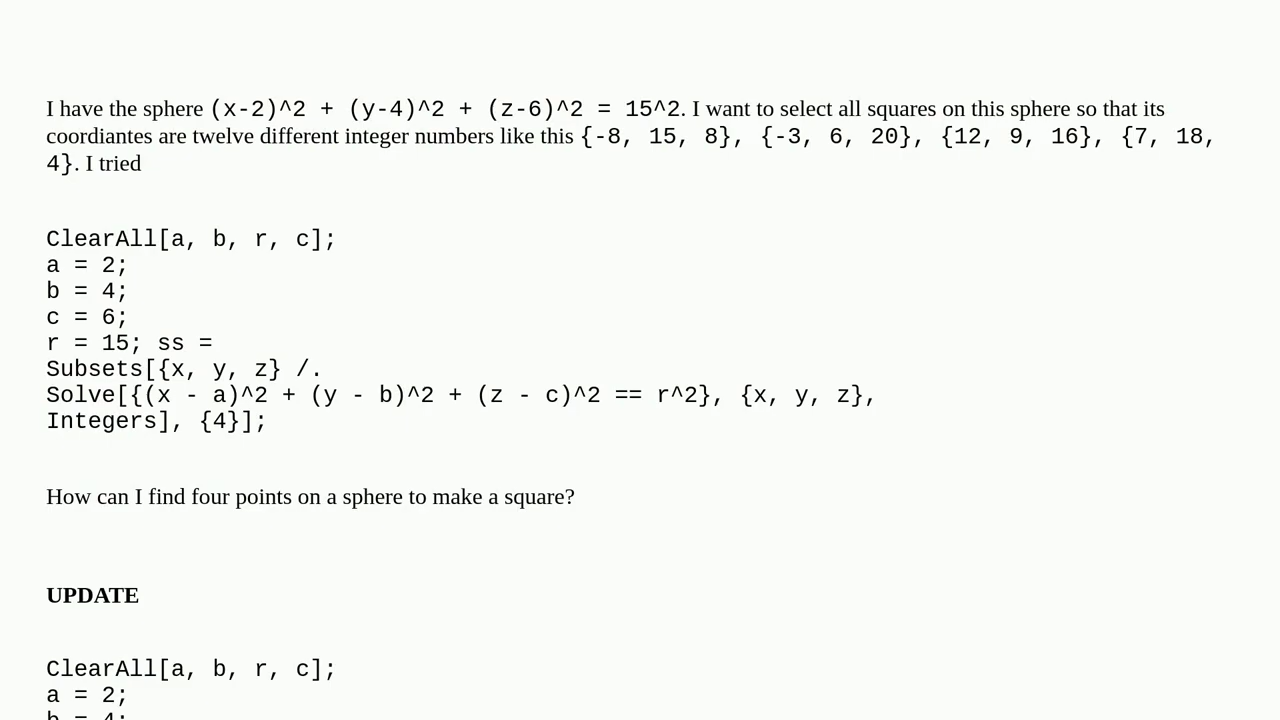 I have the sphere (x-2)^2 + (y-4)^2 + (z-6)^2 = 15^2. I want to select all squares on this sphere so that its
coordiantes are twelve different integer numbers like this {-8, 15, 8}, {-3, 6, 20}, {12, 9, 16}, {7, 18,
4}. I tried
ClearAll[a, b, r, c];
a = 2;
b = 4;
c = 6;
r = 15; ss =
Subsets[{x, y, z} /.
Solve[{(x - a)^2 + (y - b)^2 + (z - c)^2 == r^2}, {x, y, z},
Integers], {4}];
How can I find four points on a sphere to make a square?
UPDATE
ClearAll[a, b, r, c];
a = 2;
b = 4;